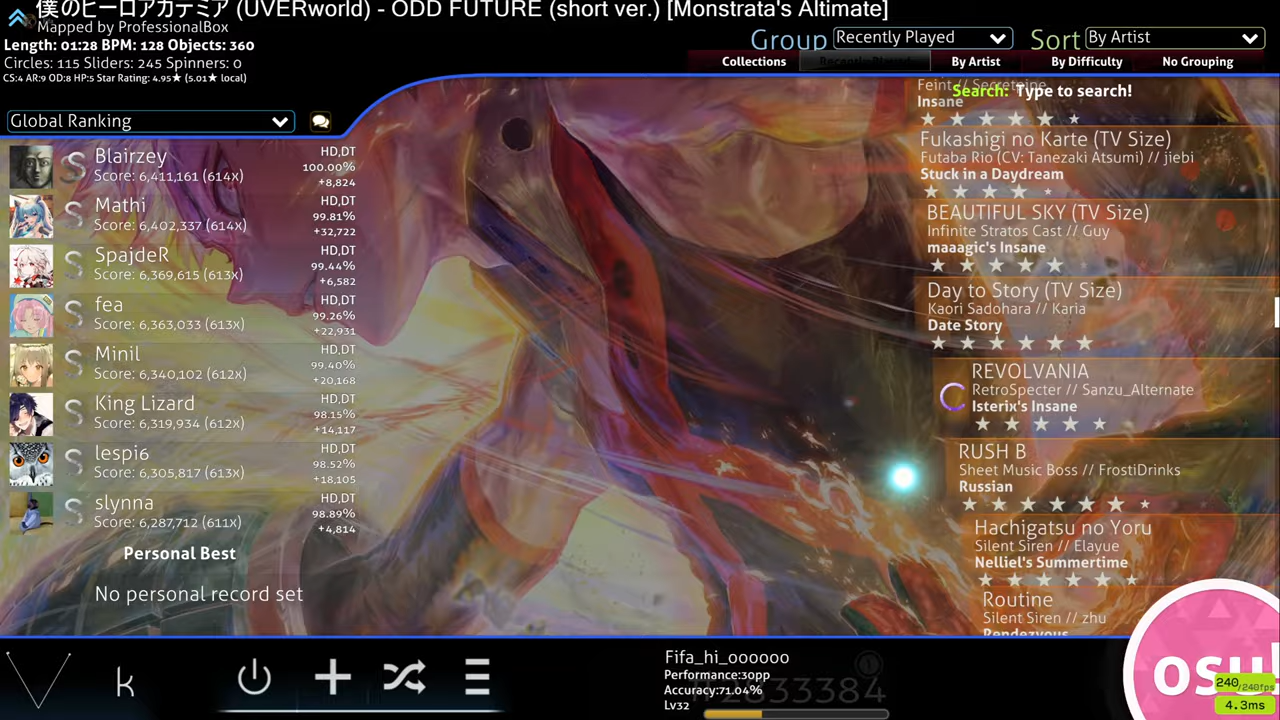 僕のヒーローアカデミア (UVERworld) - ODD FUTURE (short ver.) [Monstrata's Altimate]
Mapped by ProfessionalBox
Length: 01:28 BPM: 128 Objects: 360
Circles: 115 Sliders: 245 Spinners: 0
CS:4 AR:9 OD:8 HP:5 Star Rating: 4.95★ (5.01★ local)
Group Recently Played
Sort By Artist
Collections
Recently Played
By Artist
By Difficulty
No Grouping
Global Ranking
Blairzey
Score: 6,411,161 (614x)
HD,DT
100.00%
+8,824
Mathi
Score: 6,402,337 (614x)
HD,DT
99.81%
+32,722
SpajdeR
Score: 6,369,615 (613x)
HD,DT
99.44%
+6,582
fea
Score: 6,363,033 (613x)
HD,DT
99.26%
+22,931
Minil
Score: 6,340,102 (612x)
HD,DT
99.40%
+20,168
King Lizard
Score: 6,319,934 (612x)
HD,DT
98.15%
+14,117
lespi6
Score: 6,305,817 (613x)
HD,DT
98.52%
+18,105
slynna
Score: 6,287,712 (611x)
HD,DT
98.89%
+4,814
Personal Best
No personal record set
Feint //
Search: Type to search!
Insane
Fukashigi no Karte (TV Size)
Futaba Rio (CV: Tanezaki Atsumi) // jiebi
Stuck in a Daydream
BEAUTIFUL SKY (TV Size)
Infinite Stratos Cast // Guy
maaagic's Insane
Day to Story (TV Size)
Kaori Sadohara // Karia
Date Story
REVOLVANIA
RetroSpecter // Sanzu_Alternate
Isterix's Insane
RUSH B
Sheet Music Boss // FrostiDrinks
Russian
Hachigatsu no Yoru
Silent Siren // Elayue
Nelliel's Summertime
Routine
Silent Siren // zhu
Rendezvous
k
Fifa_hi_oooooo
Performance:30pp
Accuracy:71.04%
Lv32
osu!
240/240fps
4.3ms